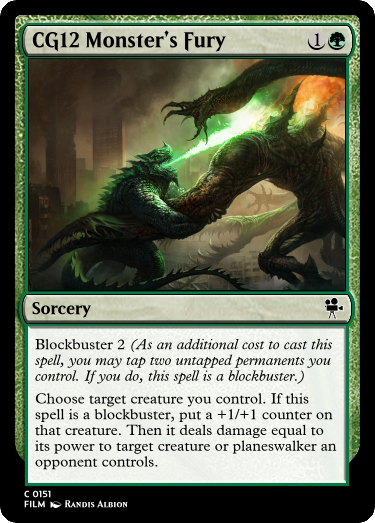 CG12 Monster's Fury 1
Sorcery
Blockbuster 2 (As an additional cost to cast this
spell, you may tap two untapped permanents you
control. If you do, this spell is a blockbuster.)
Choose target creature you control. If this
spell is a blockbuster, put a +1/+1 counter on
that creature. Then it deals damage equal to
its power to target creature or planeswalker an
opponent controls.
C 0151
FILM Randis Albion